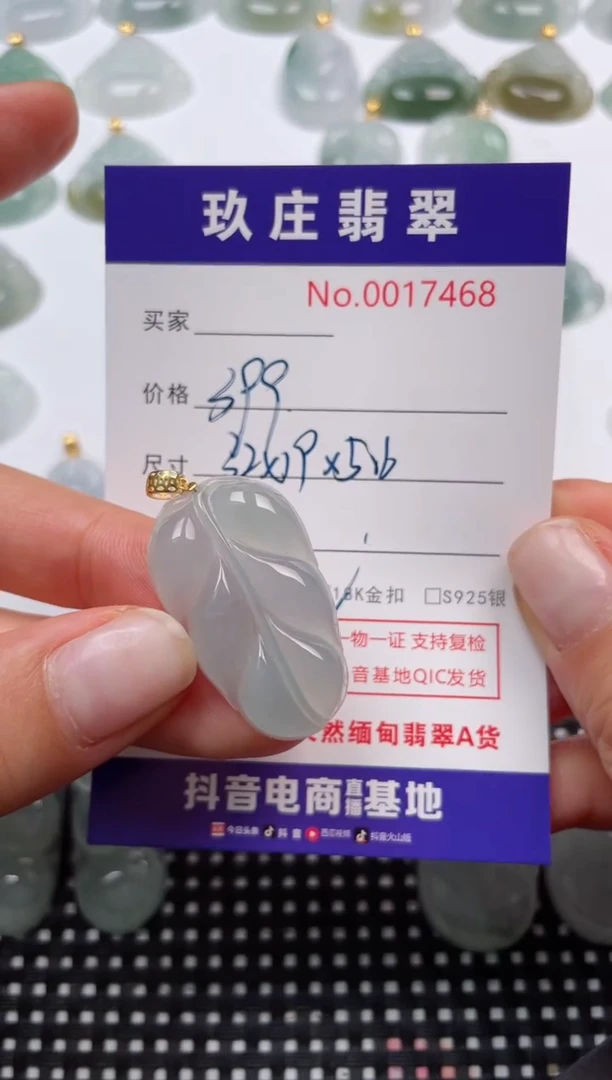 玖庄翡翠
No.0017468
买家
价格 399
尺寸 32x19x5.6
18K金扣 □S925银
一物一证 支持复检
音基地QIC发货
然缅甸翡翠A货
抖音电商直播基地
今日头条 抖音 西瓜视频 抖音火山版